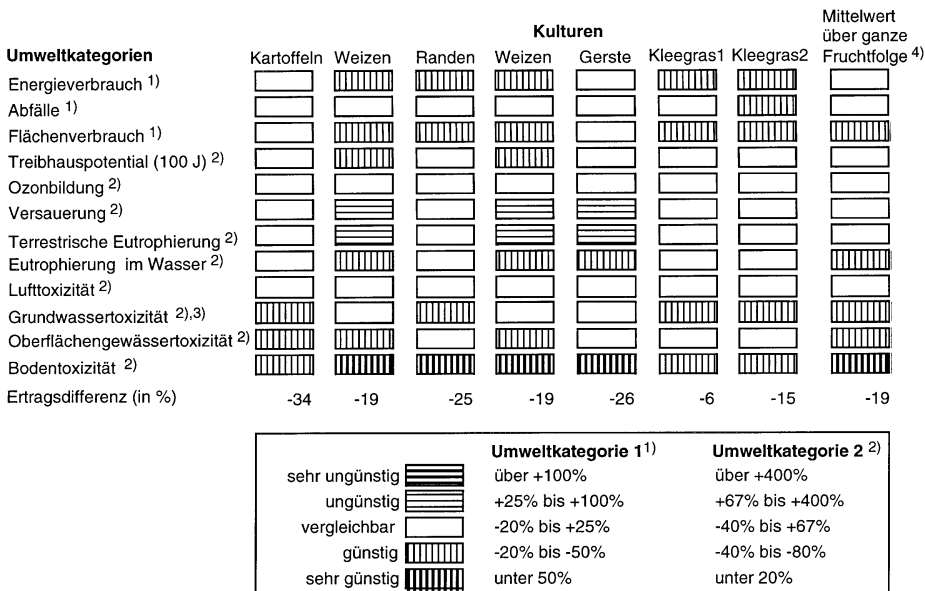 Kulturen
Mittelwert
über ganze
Umweltkategorien Kartoffeln Weizen Randen Weizen Gerste Kleegras1 Kleegras2 Fruchtfolge 4)
Energieverbrauch 1)
Abfälle 1)
Flächenverbrauch 1)
Treibhauspotential (100 J) 2)
Ozonbildung 2)
Versauerung 2)
Terrestrische Eutrophierung 2)
Eutrophierung im Wasser 2)
Lufttoxizität 2)
Grundwassertoxizität 2),3)
Oberflächengewässertoxizität 2)
Bodentoxizität 2)
Ertragsdifferenz (in %) -34 -19 -25 -19 -26 -6 -15 -19
Umweltkategorie 1 1) Umweltkategorie 2 2)
sehr ungünstig über +100% über +400%
ungünstig +25% bis +100% +67% bis +400%
vergleichbar -20% bis +25% -40% bis +67%
günstig -20% bis -50% -40% bis -80%
sehr günstig unter 50% unter 20%